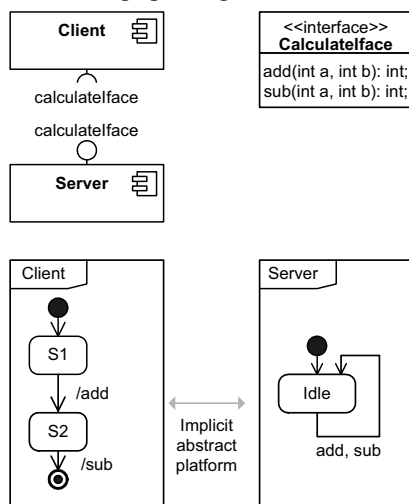 Client
calculateIface
calculateIface
Server
<<interface>>
CalculateIface
add(int a, int b): int;
sub(int a, int b): int;
Client
S1
/add
S2
/sub
Implicit
abstract
platform
Server
Idle
add, sub